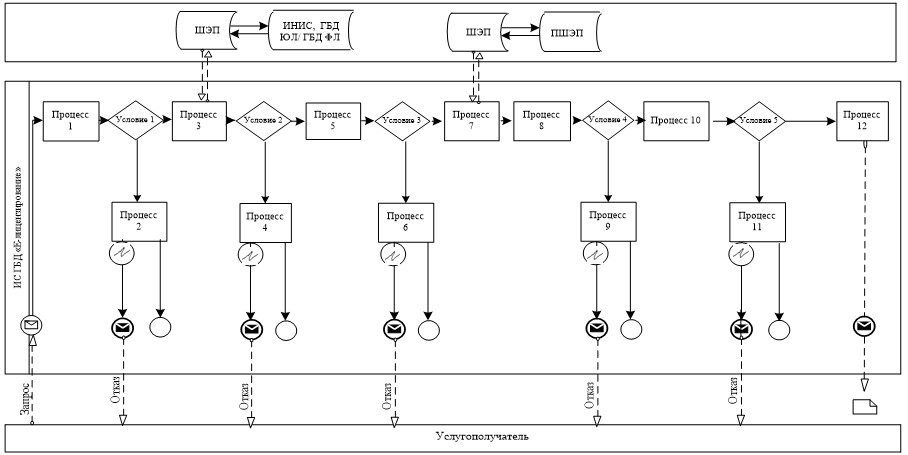 ШЭП
ИНИС, ГБД
ЮЛ/ ГБД ФЛ
ШЭП
ПШЭП
ИС ГБД «Е-лицензирование»
Процесс
1
Условие 1
Процесс
3
Условие 2
Процесс
5
Условие 3
Процесс
7
Процесс
8
Условие 4
Процесс 10
Условие 5
Процесс
12
Процесс
2
Процесс
4
Процесс
6
Процесс
9
Процесс
11
Запрос
Отказ
Отказ
Отказ
Отказ
Отказ
Услугополучатель